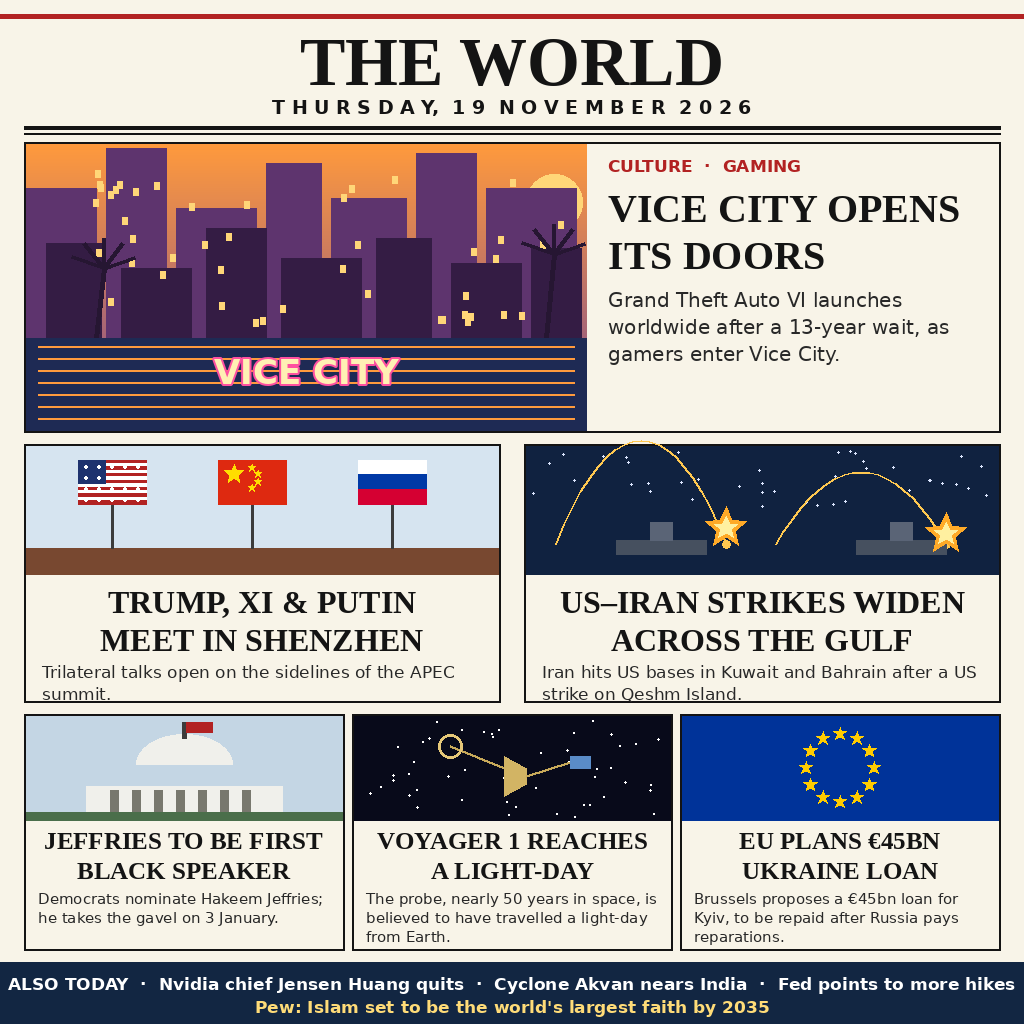 THE WORLD
THURSDAY, 19 NOVEMBER 2026
VICE CITY
CULTURE · GAMING
VICE CITY OPENS
ITS DOORS
Grand Theft Auto VI launches
worldwide after a 13-year wait, as
gamers enter Vice City.
TRUMP, XI & PUTIN
MEET IN SHENZHEN
Trilateral talks open on the sidelines of the APEC
summit.
US–IRAN STRIKES WIDEN
ACROSS THE GULF
Iran hits US bases in Kuwait and Bahrain after a US
strike on Qeshm Island.
JEFFRIES TO BE FIRST
BLACK SPEAKER
Democrats nominate Hakeem Jeffries;
he takes the gavel on 3 January.
VOYAGER 1 REACHES
A LIGHT-DAY
The probe, nearly 50 years in space, is
believed to have travelled a light-day
from Earth.
EU PLANS €45BN
UKRAINE LOAN
Brussels proposes a €45bn loan for
Kyiv, to be repaid after Russia pays
reparations.
ALSO TODAY · Nvidia chief Jensen Huang quits · Cyclone Akvan nears India · Fed points to more hikes
Pew: Islam set to be the world's largest faith by 2035